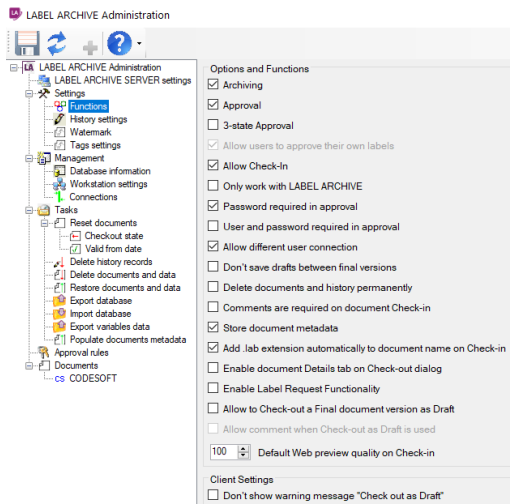 LABEL ARCHIVE Administration
LABEL ARCHIVE Administration
LABEL ARCHIVE SERVER settings
Settings
Functions
History settings
Watermark
Tags settings
Management
Database information
Workstation settings
Connections
Tasks
Reset documents
Checkout state
Valid from date
Delete history records
Delete documents and data
Restore documents and data
Export database
Import database
Export variables data
Populate documents metadata
Approval rules
Documents
CS CODESOFT
Options and Functions
Archiving
Approval
3-state Approval
Allow users to approve their own labels
Allow Check-In
Only work with LABEL ARCHIVE
Password required in approval
User and password required in approval
Allow different user connection
Don't save drafts between final versions
Delete documents and history permanently
Comments are required on document Check-in
Store document metadata
Add .lab extension automatically to document name on Check-in
Enable document Details tab on Check-out dialog
Enable Label Request Functionality
Allow to Check-out a Final document version as Draft
Allow comment when Check-out as Draft is used
100 Default Web preview quality on Check-in
Client Settings
Don't show warning message "Check out as Draft"